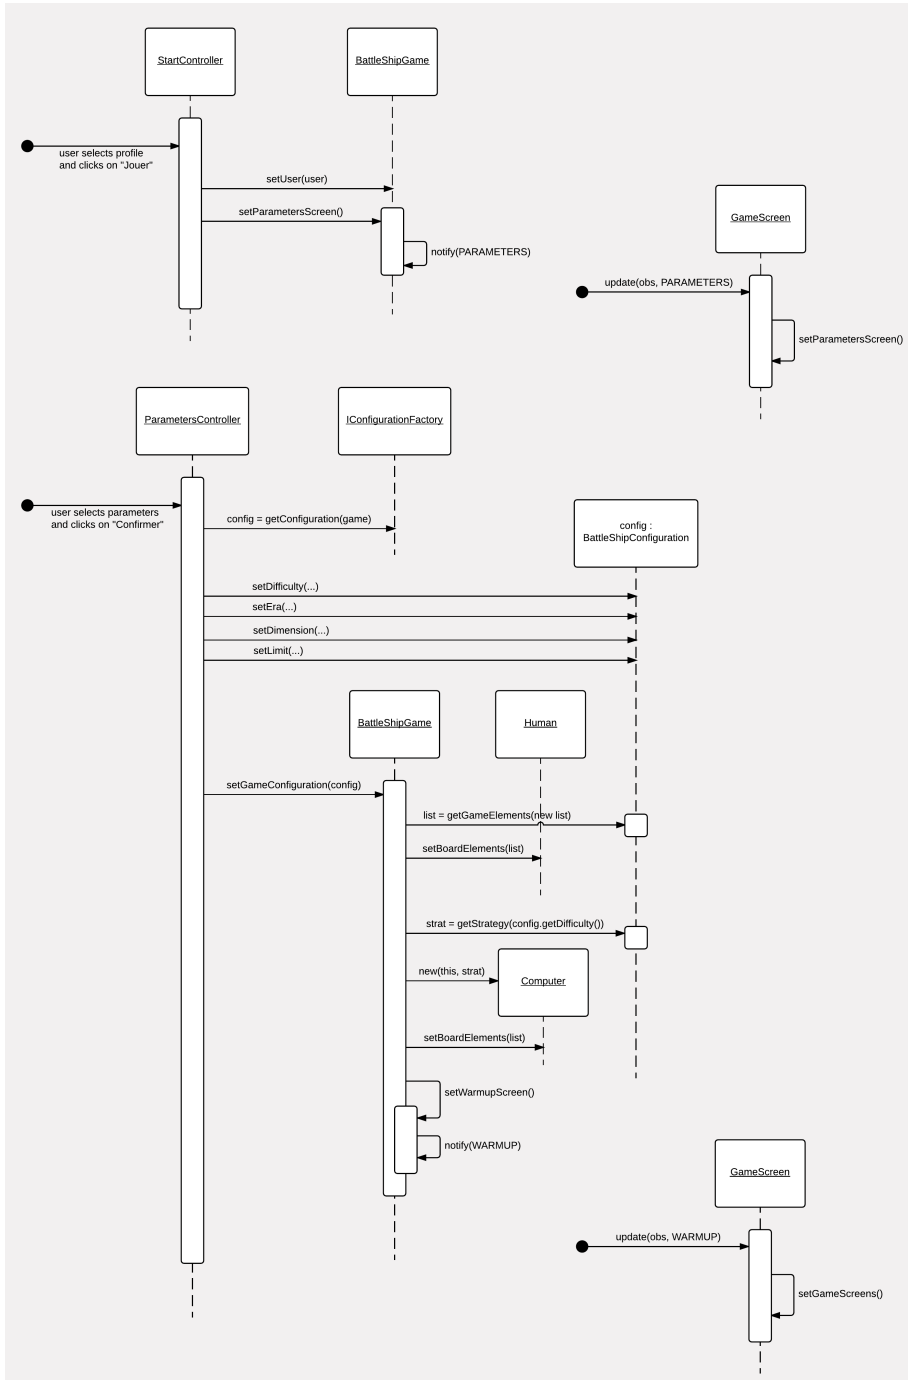 StartController
BattleShipGame
user selects profile
and clicks on "Jouer"
setUser(user)
setParametersScreen()
notify(PARAMETERS)
GameScreen
update(obs, PARAMETERS)
setParametersScreen()
ParametersController
IConfigurationFactory
user selects parameters
and clicks on "Confirmer"
config = getConfiguration(game)
config :
BattleShipConfiguration
setDifficulty(...)
setEra(...)
setDimension(...)
setLimit(...)
BattleShipGame
Human
setGameConfiguration(config)
list = getGameElements(new list)
setBoardElements(list)
strat = getStrategy(config.getDifficulty())
new(this, strat)
Computer
setBoardElements(list)
setWarmupScreen()
notify(WARMUP)
GameScreen
update(obs, WARMUP)
setGameScreens()